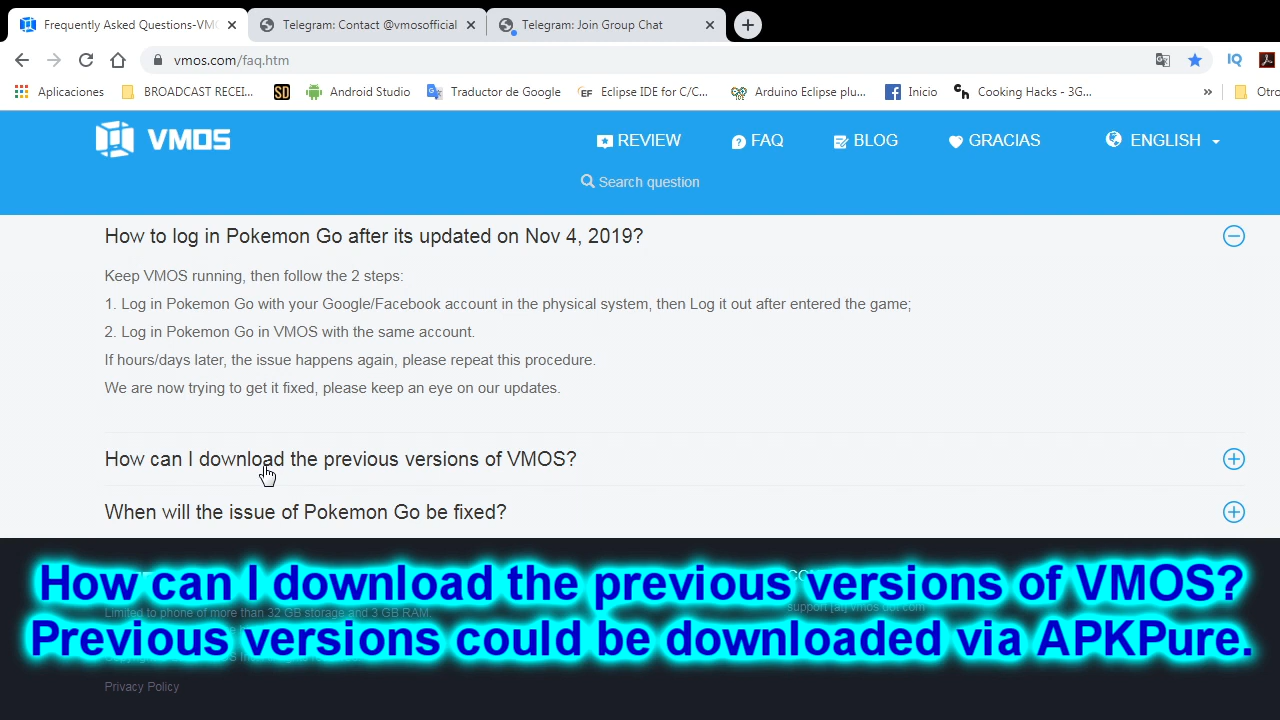 Frequently Asked Questions-VMO
Telegram: Contact @vmosofficial
Telegram: Join Group Chat
vmos.com/faq.htm
Aplicaciones
BROADCAST RECEI...
SD
Android Studio
Traductor de Google
EF Eclipse IDE for C/C...
Arduino Eclipse plu...
Inicio
Cooking Hacks - 3G...
»
Otro
VMOS
REVIEW
FAQ
BLOG
GRACIAS
ENGLISH
Search question
How to log in Pokemon Go after its updated on Nov 4, 2019?
Keep VMOS running, then follow the 2 steps:
1. Log in Pokemon Go with your Google/Facebook account in the physical system, then Log it out after entered the game;
2. Log in Pokemon Go in VMOS with the same account.
If hours/days later, the issue happens again, please repeat this procedure.
We are now trying to get it fixed, please keep an eye on our updates.
How can I download the previous versions of VMOS?
When will the issue of Pokemon Go be fixed?
How can I download the previous versions of VMOS?
Limited to phone of more than 32 GB storage and 3 GB RAM.
support [at] vmos dot com
Previous versions could be downloaded via APKPure.
Privacy Policy